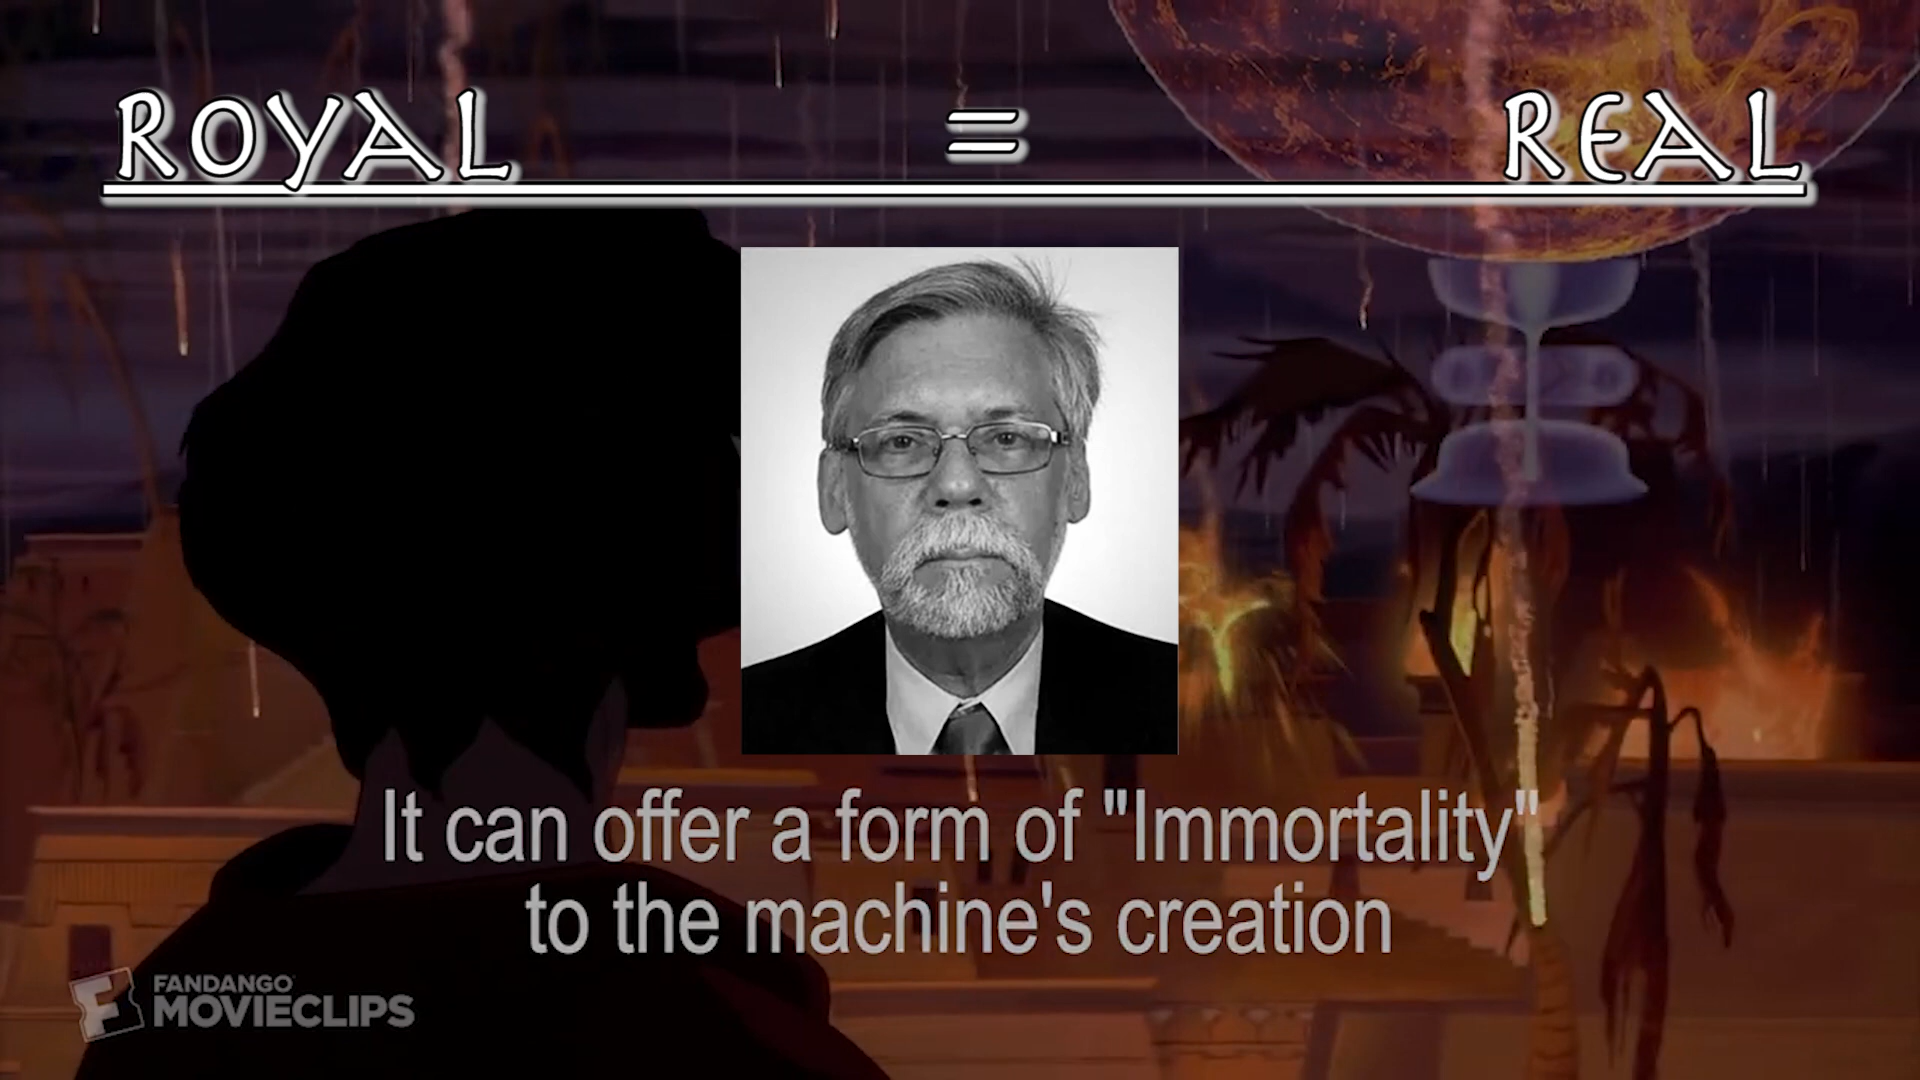 ROYAL = REAL
It can offer a form of "Immortality"
to the machine's creation
FANDANGO
MOVIECLIPS